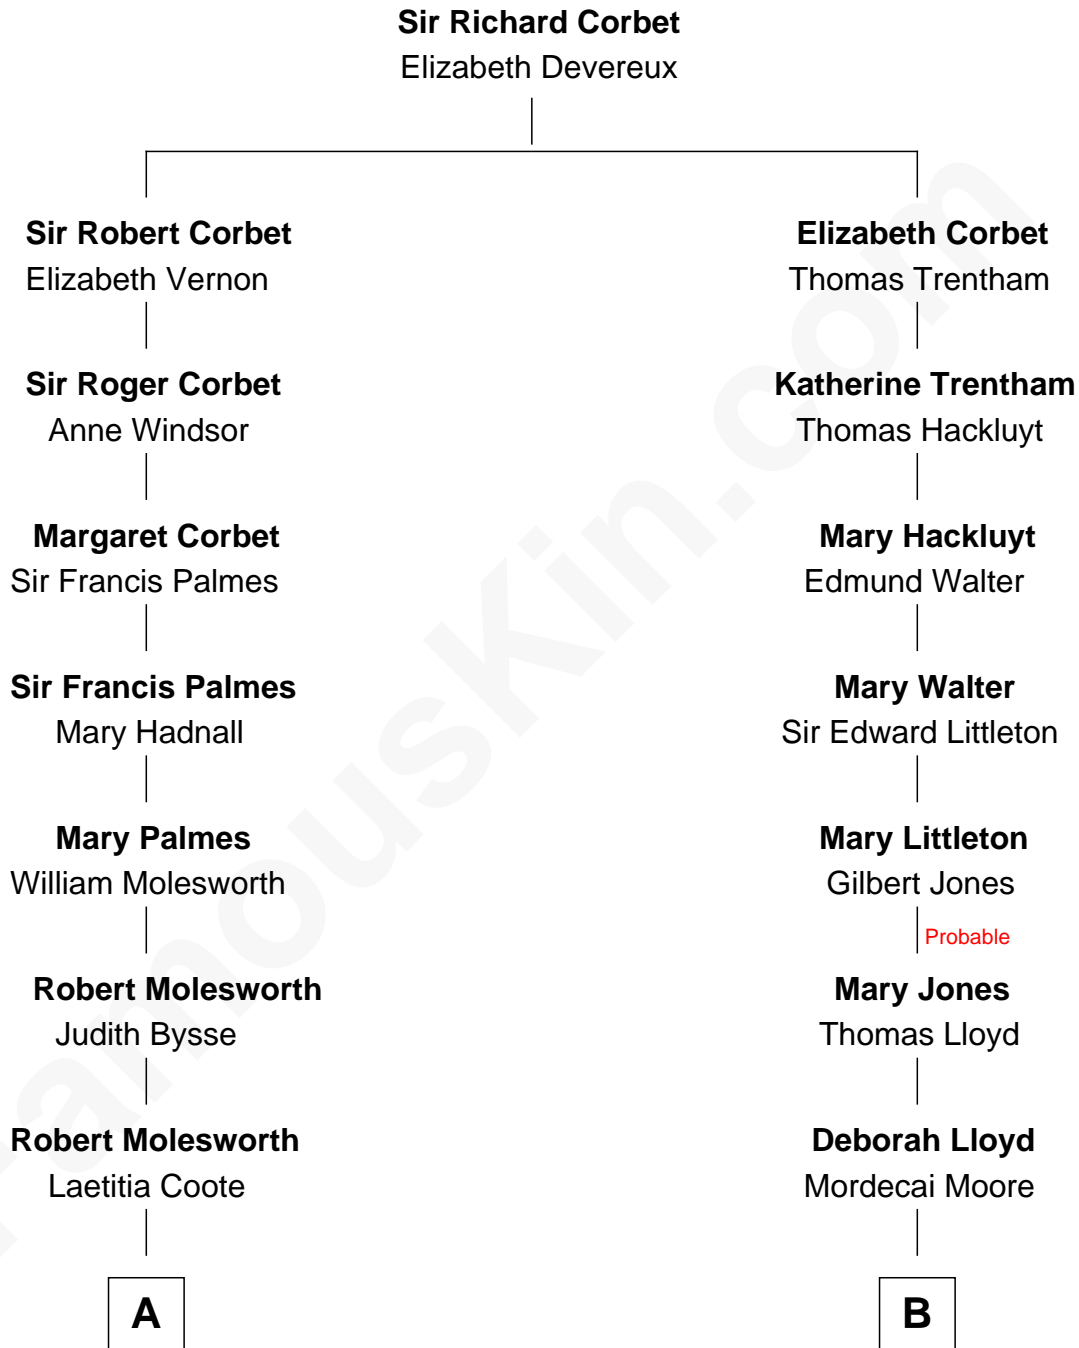 Sir Richard Corbet
Elizabeth Devereux
Sir Robert Corbet
Elizabeth Vernon
Elizabeth Corbet
Thomas Trentham
Sir Roger Corbet
Anne Windsor
Katherine Trentham
Thomas Hackluyt
Margaret Corbet
Sir Francis Palmes
Mary Hackluyt
Edmund Walter
Sir Francis Palmes
Mary Hadnall
Mary Walter
Sir Edward Littleton
Mary Palmes
William Molesworth
Mary Littleton
Gilbert Jones
Probable
Robert Molesworth
Judith Bysse
Mary Jones
Thomas Lloyd
Robert Molesworth
Laetitia Coote
Deborah Lloyd
Mordecai Moore
A
B
FamousKin.com